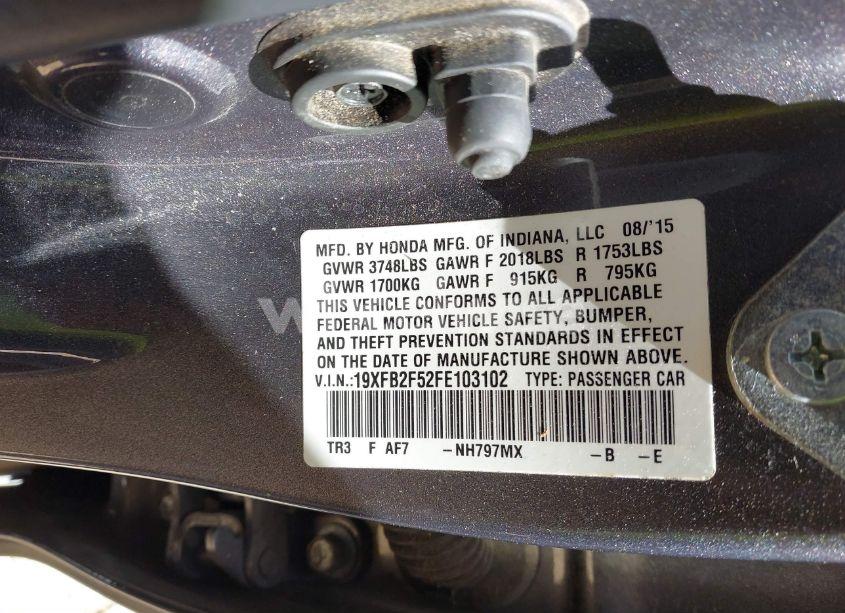 MFD. BY HONDA MFG. OF INDIANA, LLC 08/'15
GVWR 3748LBS GAWR F 2018LBS R 1753LBS
GVWR 1700KG GAWR F 915KG R 795KG
THIS VEHICLE CONFORMS TO ALL APPLICABLE
FEDERAL MOTOR VEHICLE SAFETY, BUMPER,
AND THEFT PREVENTION STANDARDS IN EFFECT
ON THE DATE OF MANUFACTURE SHOWN ABOVE.
V.I.N.:19XFB2F52FE103102 TYPE: PASSENGER CAR
TR3 F AF7 -NH797MX -B -E